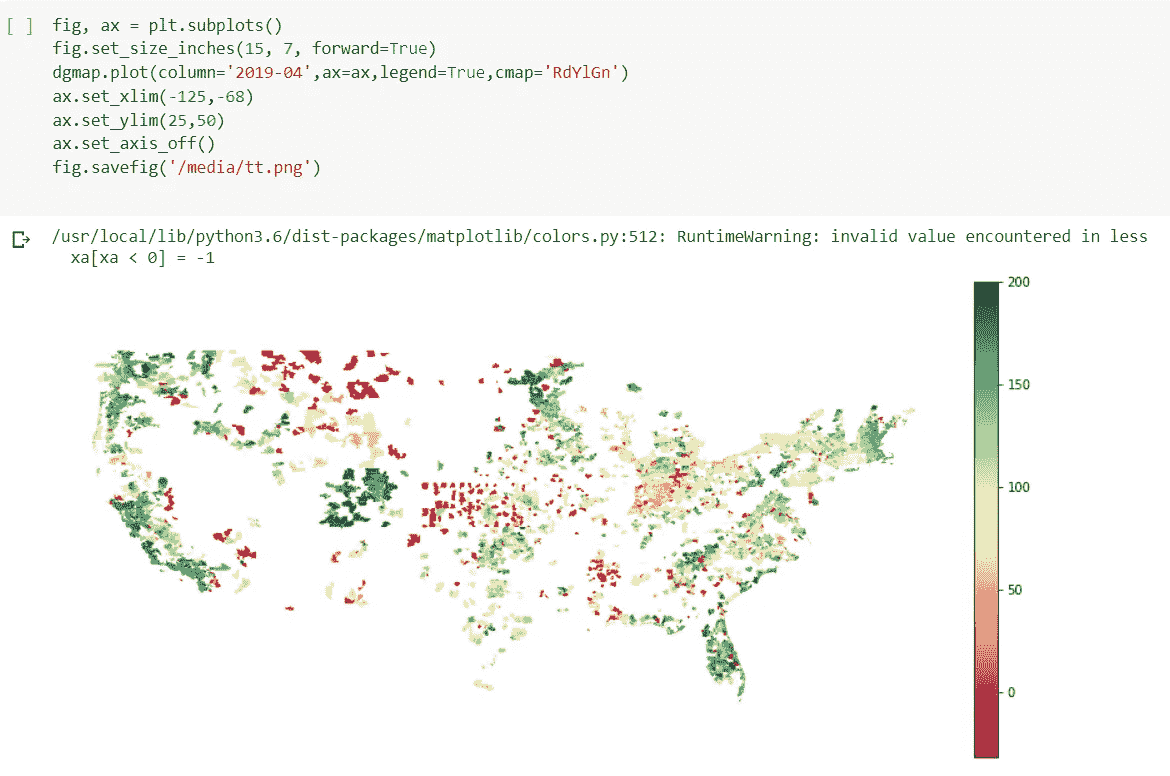 [ ] fig, ax = plt.subplots()
fig.set_size_inches(15, 7, forward=True)
dgmap.plot(column='2019-04',ax=ax,legend=True,cmap='RdYlGn')
ax.set_xlim(-125,-68)
ax.set_ylim(25,50)
ax.set_axis_off()
fig.savefig('/media/tt.png')
/usr/local/lib/python3.6/dist-packages/matplotlib/colors.py:512: RuntimeWarning: invalid value encountered in less
xa[xa < 0] = -1
200
150
100
50
0